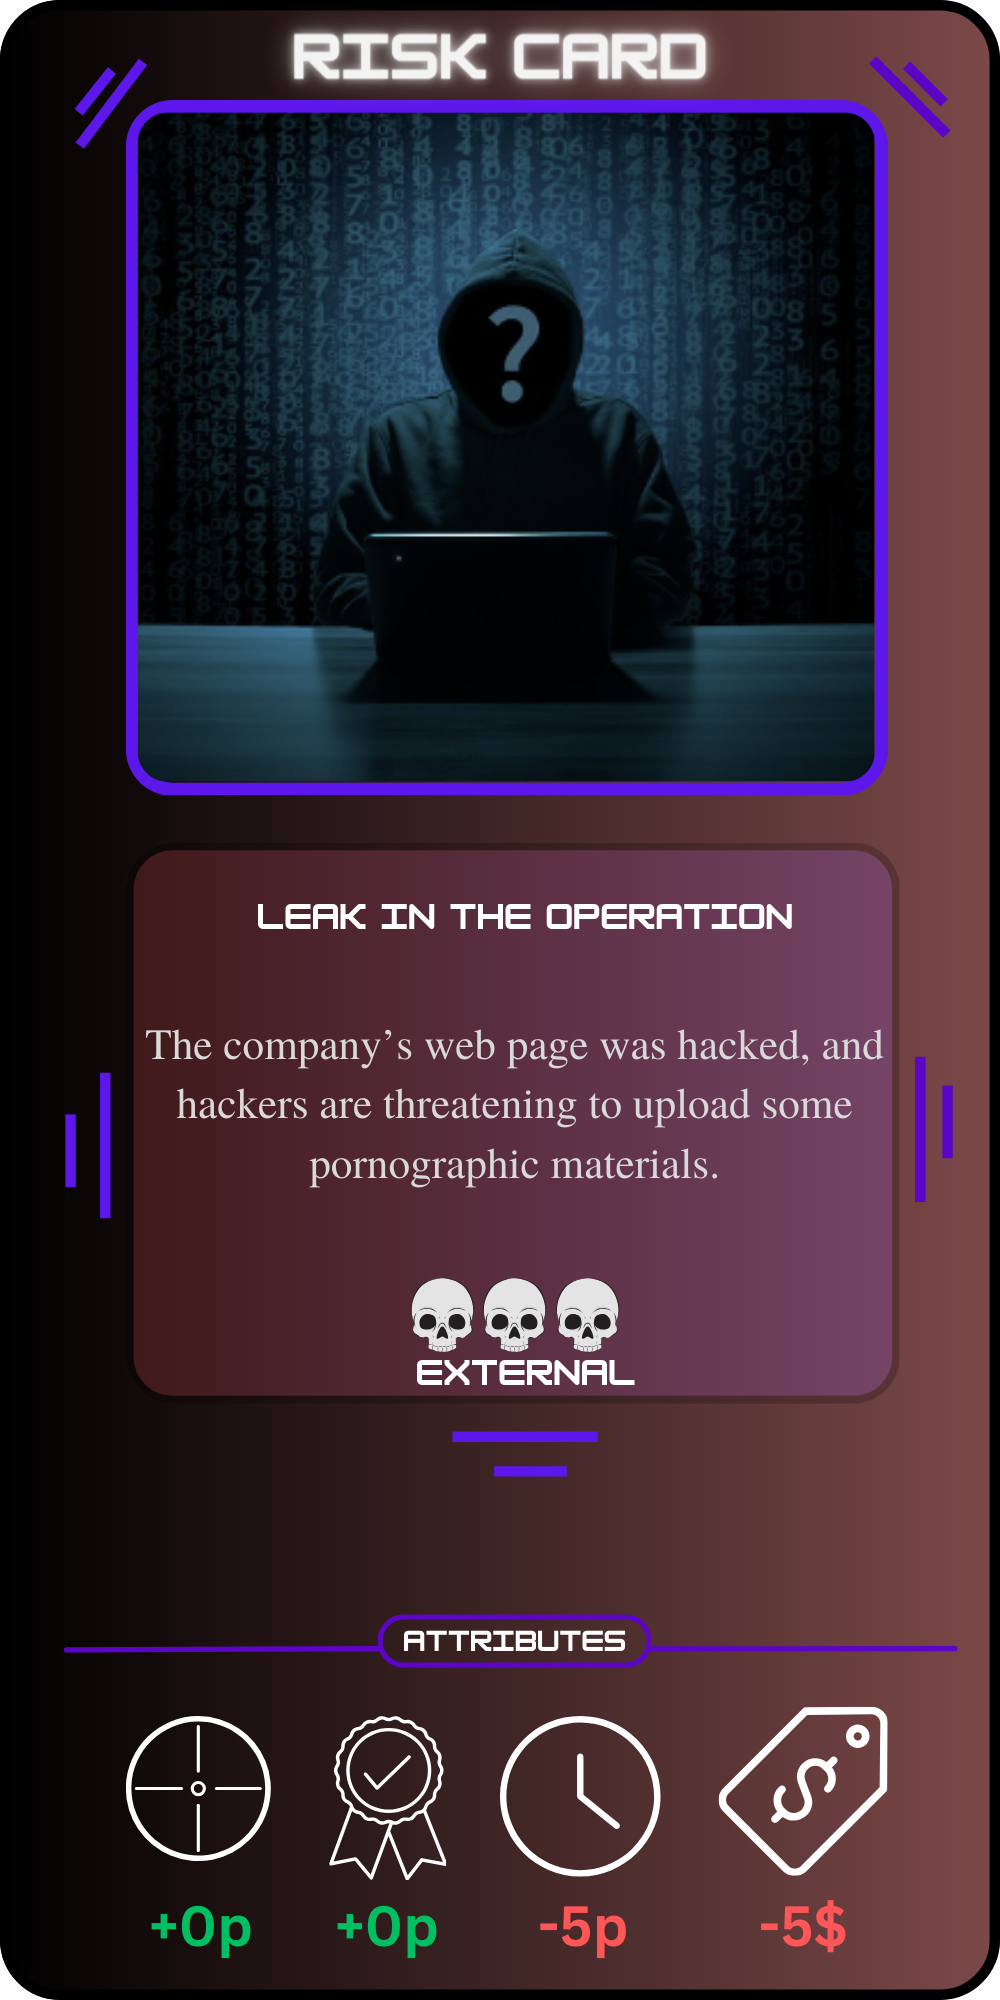 RISK CARD
?
LEAK IN THE OPERATION
The company’s web page was hacked, and
hackers are threatening to upload some
pornographic materials.
EXTERNAL
ATTRIBUTES
$
+0p +0p -5p -5$